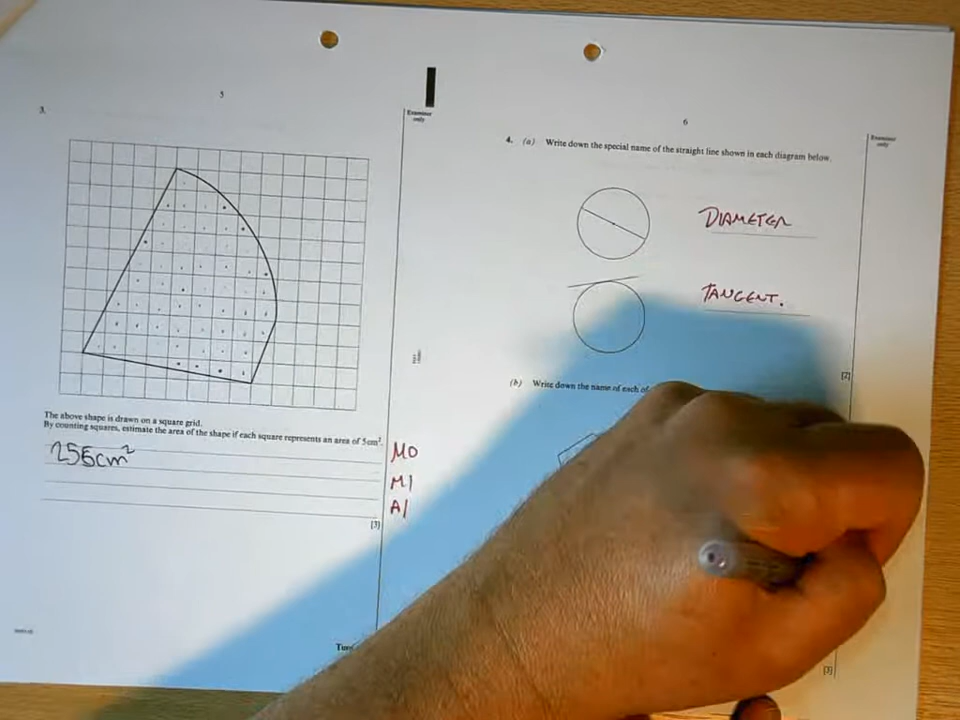 5
3.
Examiner only
The above shape is drawn on a square grid.
By counting squares, estimate the area of the shape if each square represents an area of 5cm².
255cm²
M0
M1
A1
[3]
6
Examiner only
4. (a) Write down the special name of the straight line shown in each diagram below.
DIAMETER
TANGENT.
[2]
(b) Write down the name of each of
[3]